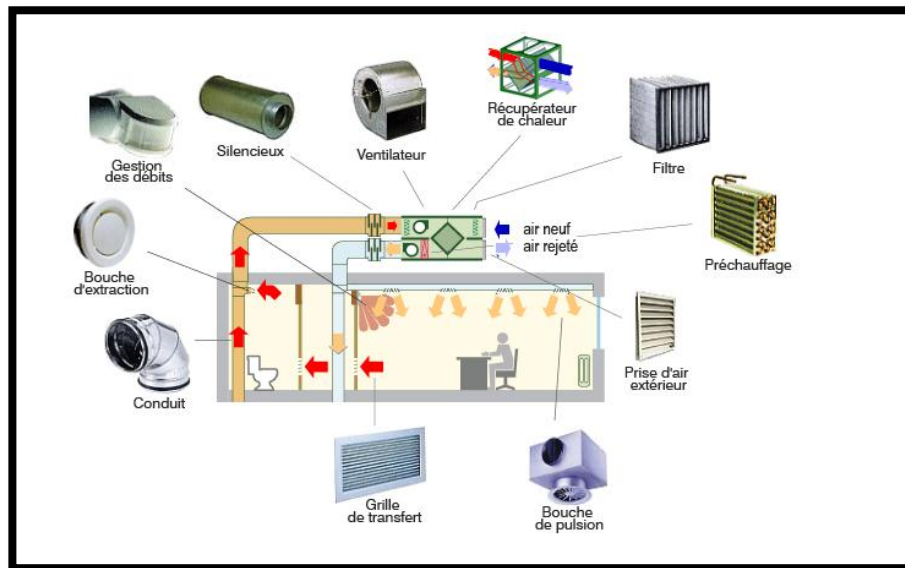 Récupérateur
de chaleur
Silencieux
Ventilateur
Filtre
Gestion
des débits
air neuf
air rejeté
Préchauffage
Bouche
d'extraction
Prise d'air
extérieur
Conduit
Grille
de transfert
Bouche
de pulsion